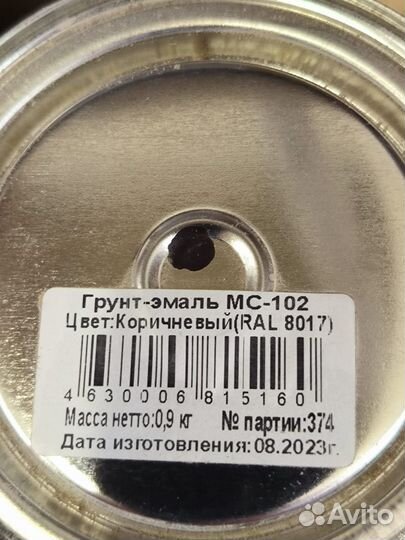 Грунт-эмаль МС-102
Цвет:Коричневый(RAL 8017)
4 630006 815160
Масса нетто:0,9 кг № партии:374
Дата изготовления:08.2023г.
Avito